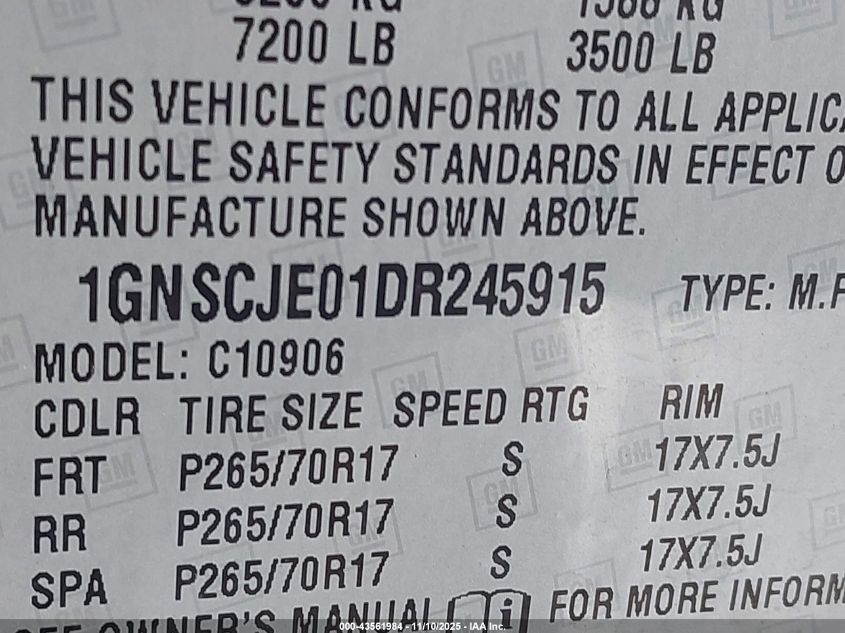 7200 LB 3500 LB
THIS VEHICLE CONFORMS TO ALL
VEHICLE SAFETY STANDARDS IN EFFECT
MANUFACTURE SHOWN ABOVE.
1GNSCJE01DR245915 TYPE:
MODEL: C10906
CDLR TIRE SIZE SPEED RTG RIM
FRT P265/70R17 S 17X7.5J
RR P265/70R17 S 17X7.5J
SPA P265/70R17 S 17X7.5J
OWNER'S MANUAL i FOR MORE
000-43561984 - 11/10/2025 - IAA Inc.